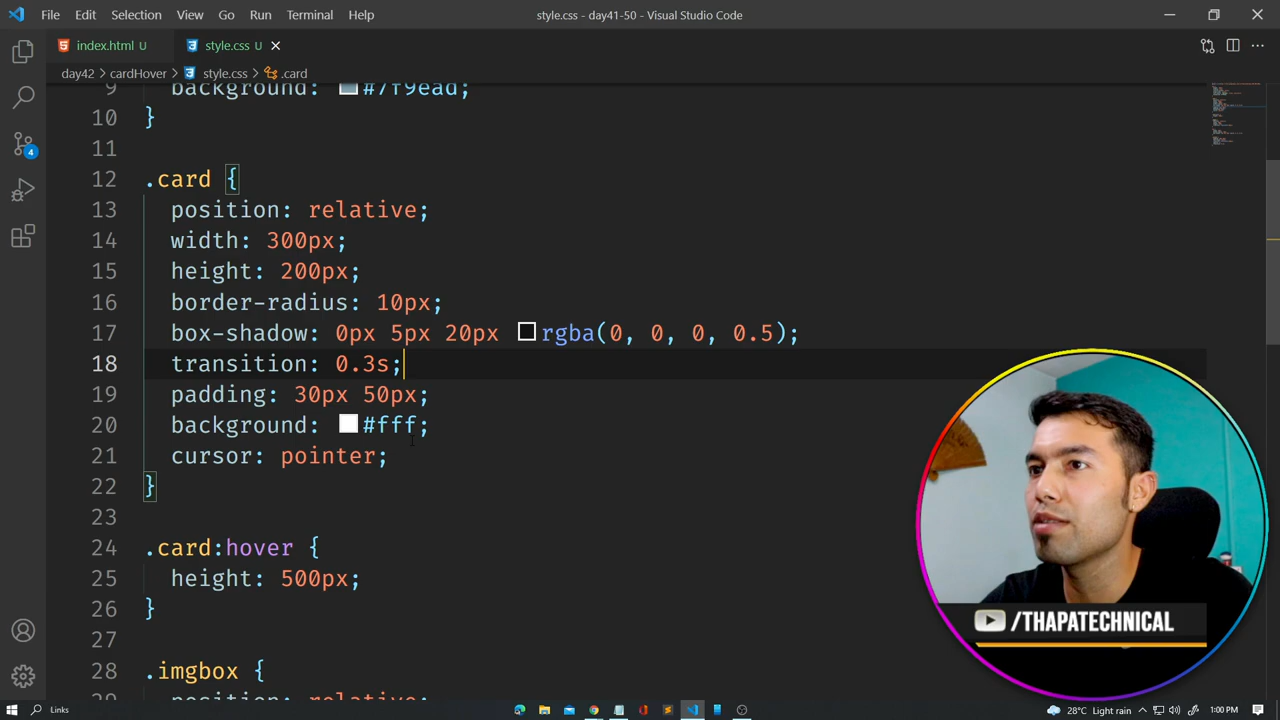 File Edit Selection View Go Run Terminal Help style.css - day41-50 - Visual Studio Code
index.html U style.css U
day42 > cardHover > style.css > .card
9 background: #7f9ead;
10 }
11
12 .card {
13 position: relative;
14 width: 300px;
15 height: 200px;
16 border-radius: 10px;
17 box-shadow: 0px 5px 20px rgba(0, 0, 0, 0.5);
18 transition: 0.3s;
19 padding: 30px 50px;
20 background: #fff;
21 cursor: pointer;
22 }
23
24 .card:hover {
25 height: 500px;
26 }
27
28 .imgbox {
29 position: relative;
4
/THAPATECHNICAL
Links 28°C Light rain 1:00 PM